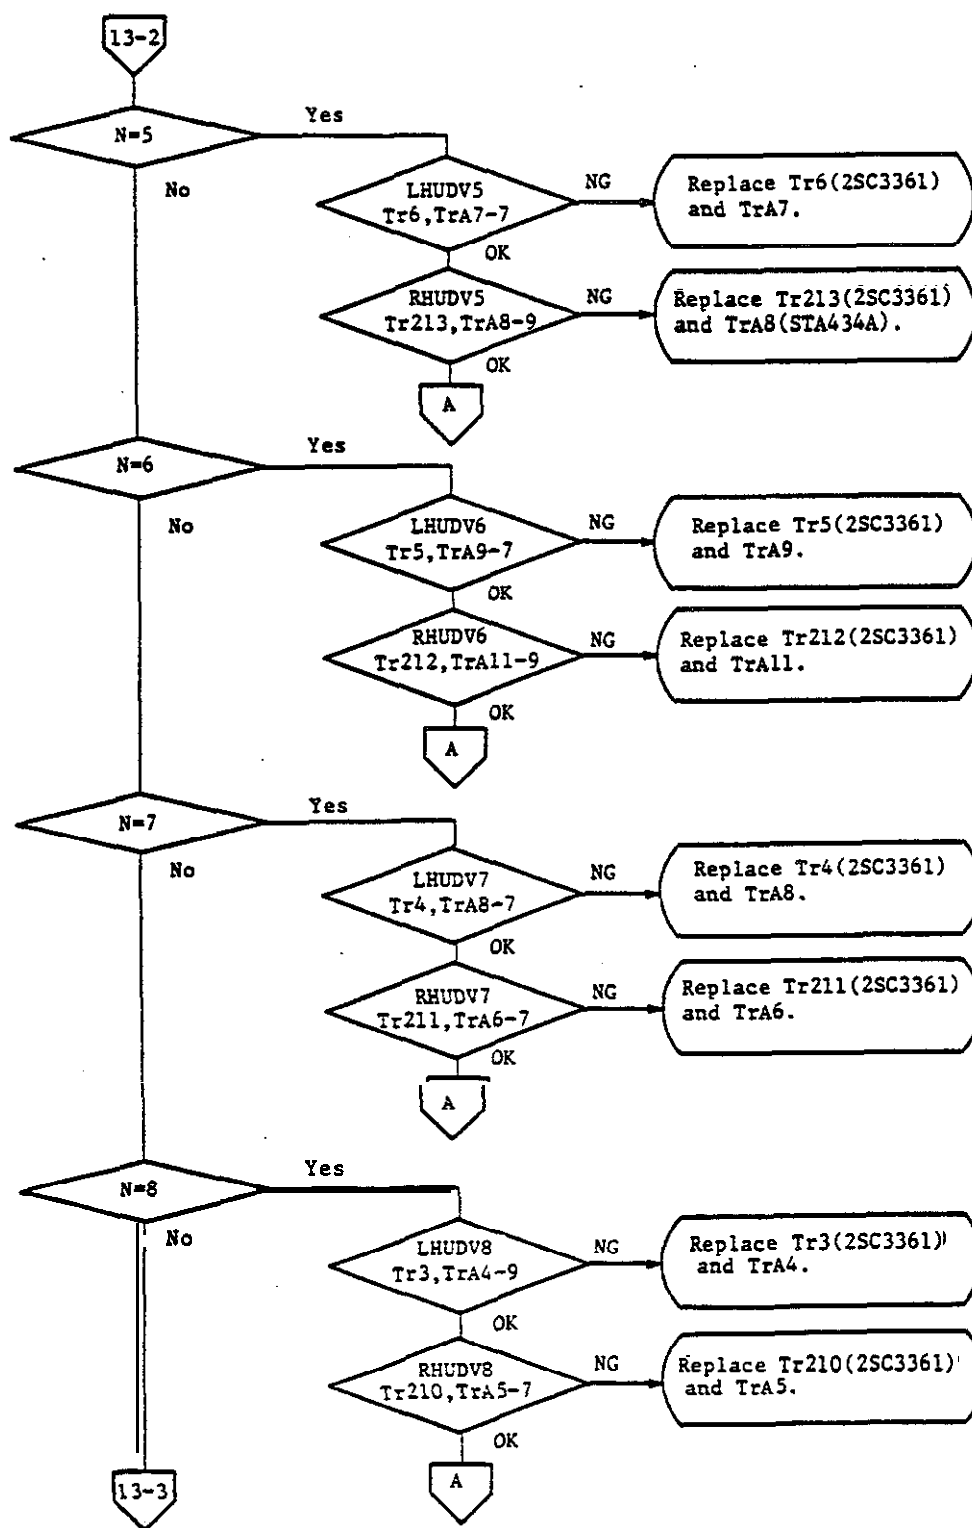 13-2
N=5
Yes
No
LHUDV5
Tr6,TrA7-7
NG
OK
Replace Tr6(2SC3361)
and TrA7.
RHUDV5
Tr213,TrA8-9
NG
OK
Replace Tr213(2SC3361)
and TrA8(STA434A).
A
N=6
Yes
No
LHUDV6
Tr5,TrA9-7
NG
OK
Replace Tr5(2SC3361)
and TrA9.
RHUDV6
Tr212,TrA11-9
NG
OK
Replace Tr212(2SC3361)
and TrA11.
A
N=7
Yes
No
LHUDV7
Tr4,TrA8-7
NG
OK
Replace Tr4(2SC3361)
and TrA8.
RHUDV7
Tr211,TrA6-7
NG
OK
Replace Tr211(2SC3361)
and TrA6.
A
N=8
Yes
No
LHUDV8
Tr3,TrA4-9
NG
OK
Replace Tr3(2SC3361)
and TrA4.
RHUDV8
Tr210,TrA5-7
NG
OK
Replace Tr210(2SC3361)
and TrA5.
A
13-3